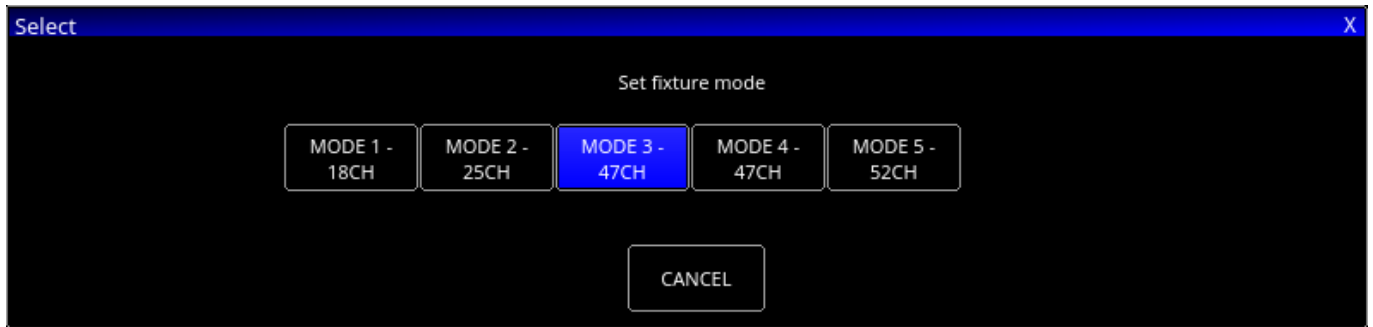 Select X
Set fixture mode
MODE 1 - MODE 2 - MODE 3 - MODE 4 - MODE 5 -
18CH 25CH 47CH 47CH 52CH
CANCEL